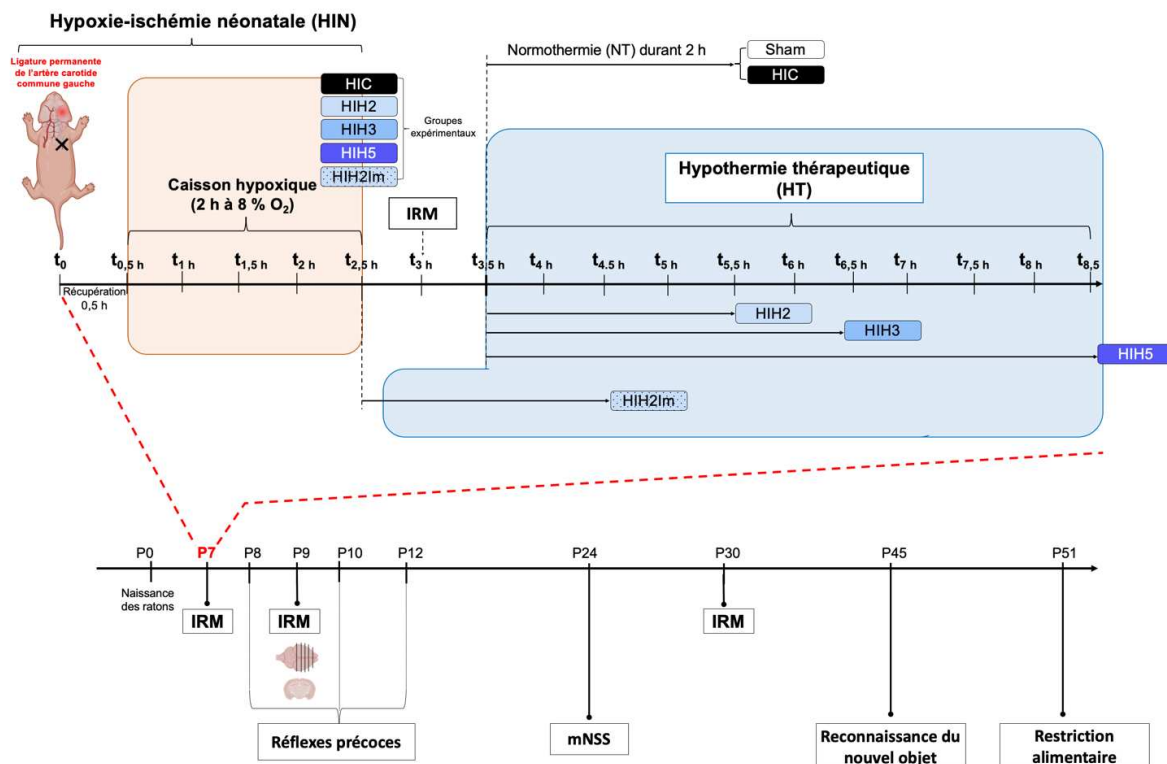 Hypoxie-ischémie néonatale (HIN)
Ligature permanente
de l'artère carotide
commune gauche
Normothermie (NT) durant 2 h
Sham
HIC
HIC
HIH2
HIH3
HIH5
HIH2Im
Groupes
expérimentaux
Caisson hypoxique
(2 h à 8 % O₂)
IRM
Hypothermie thérapeutique
(HT)
t₀ t₀,₅ ₕ t₁ ₕ t₁,₅ ₕ t₂ ₕ t₂,₅ ₕ t₃ ₕ t₃,₅ ₕ t₄ ₕ t₄.₅ ₕ t₅ ₕ t₅,₅ ₕ t₆ ₕ t₆,₅ ₕ t₇ ₕ t₇,₅ ₕ t₈ ₕ t₈,₅
Récupération
0,5 h
HIH2
HIH3
HIH5
HIH2Im
P0 P7 P8 P9 P10 P12 P24 P30 P45 P51
Naissance
des ratons
IRM
IRM
IRM
Réflexes précoces
mNSS
Reconnaissance du
nouvel objet
Restriction
alimentaire